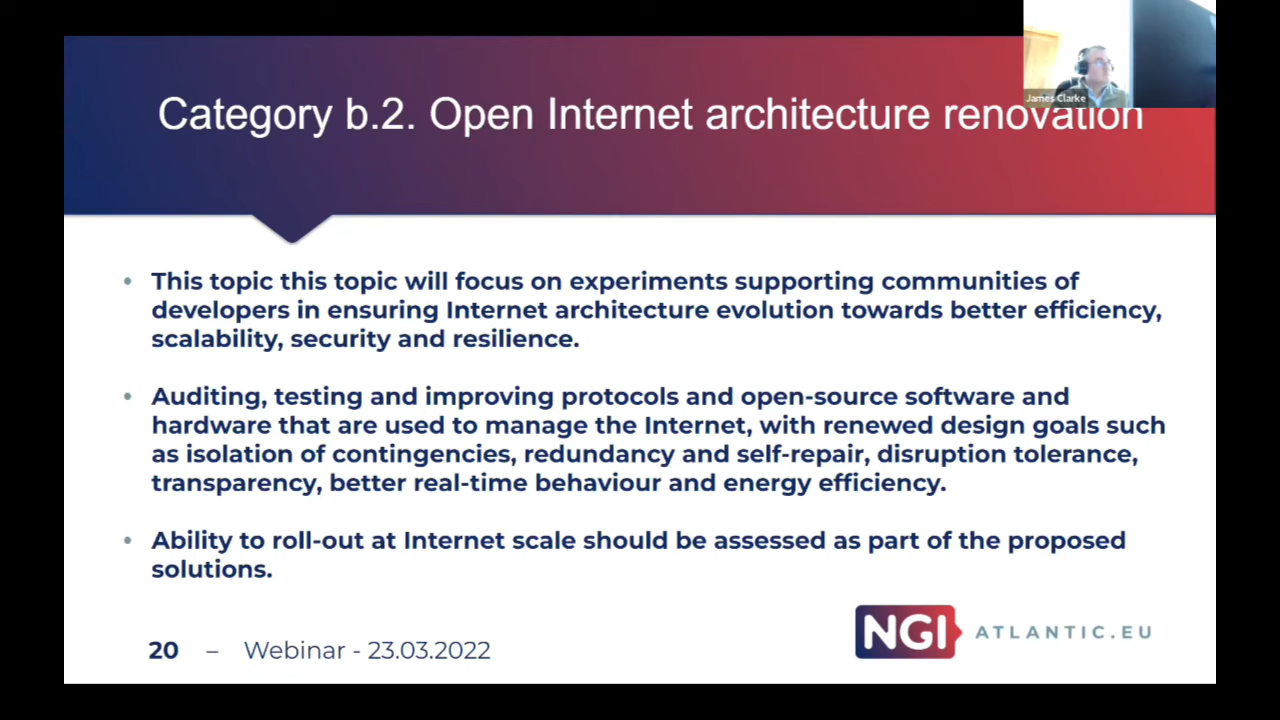 James Clarke
Category b.2. Open Internet architecture renovation
• This topic this topic will focus on experiments supporting communities of
developers in ensuring Internet architecture evolution towards better efficiency,
scalability, security and resilience.
• Auditing, testing and improving protocols and open-source software and
hardware that are used to manage the Internet, with renewed design goals such
as isolation of contingencies, redundancy and self-repair, disruption tolerance,
transparency, better real-time behaviour and energy efficiency.
• Ability to roll-out at Internet scale should be assessed as part of the proposed
solutions.
20 – Webinar - 23.03.2022
NGI ATLANTIC.EU